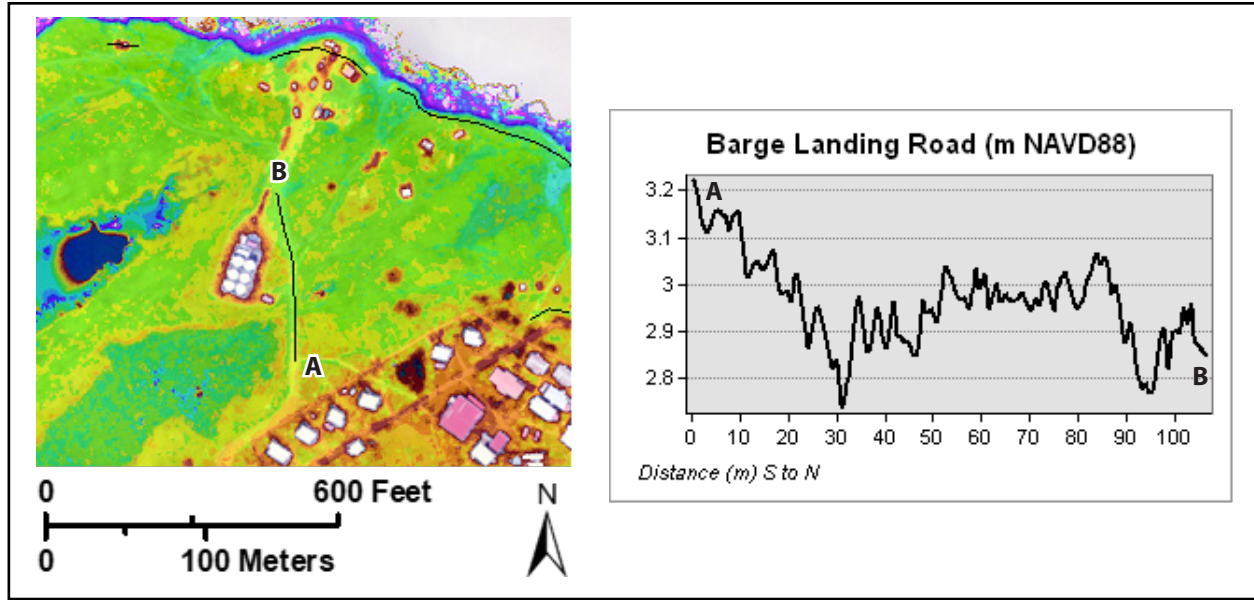 B
A
0 600 Feet
0 100 Meters
N
Barge Landing Road (m NAVD88)
A
3.2
3.1
3
2.9
2.8
B
0 10 20 30 40 50 60 70 80 90 100
Distance (m) S to N